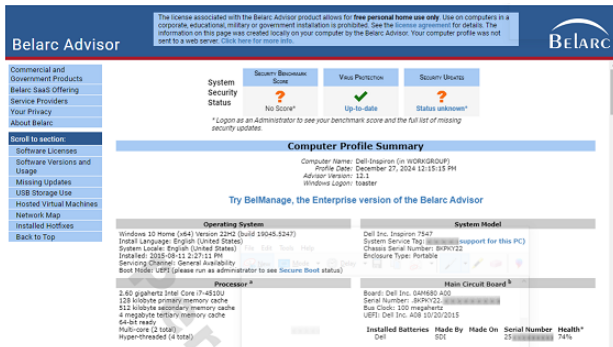 The license associated with the Belarc Advisor product allows for free personal home use only. Use on computers in a
corporate, educational, military or government installation is prohibited. See the license agreement for details. The
information on this page was created locally on your computer by the Belarc Advisor. Your computer profile was not
sent to a web server. Click here for more info.
Belarc Advisor
BELARC
Commercial and
Government Products
Belarc SaaS Offering
Service Providers
Your Privacy
About Belarc
Scroll to section:
Software Licenses
Software Versions and
Usage
Missing Updates
USB Storage Use
Hosted Virtual Machines
Network Map
Installed Hotfixes
Back to Top
System
Security
Status
Security Benchmark
Score
No Score*
Virus Protection
Up-to-date
Security Updates
Status unknown*
*Logon as an Administrator to see your benchmark score and the full list of missing
security updates.
Computer Profile Summary
Computer Name: Dell-Inspiron (in WORKGROUP)
Profile Date: December 27, 2024 12:15:15 PM
Advisor Version: 12.1
Windows Logon: toaster
Try BelManage, the Enterprise version of the Belarc Advisor
Operating System
Windows 10 Home (x64) Version 22H2 (build 19045.5247)
Install Language: English (United States)
System Locale: English (United States)
Installed: 2015-08-11 2:27:11 PM
Servicing Channel: General Availability
Boot Mode: UEFI (please run as administrator to see Secure Boot status)
System Model
Dell Inc. Inspiron 7547
System Service Tag: support for this PC)
Chassis Serial Number: BKPKY22
Enclosure Type: Portable
Processor a
2.60 gigahertz Intel Core i7-4510U
128 kilobyte primary memory cache
512 kilobyte secondary memory cache
4 megabyte tertiary memory cache
64-bit ready
Multi-core (2 total)
Hyper-threaded (4 total)
Main Circuit Board b
Board: Dell Inc. 0AM680 A00
Serial Number: .BKPKY22.
Bus Clock: 100 megahertz
UEFI: Dell Inc. A08 10/20/2015
Installed Batteries Made By Made On Serial Number Health*
Dell SDI 25 74%